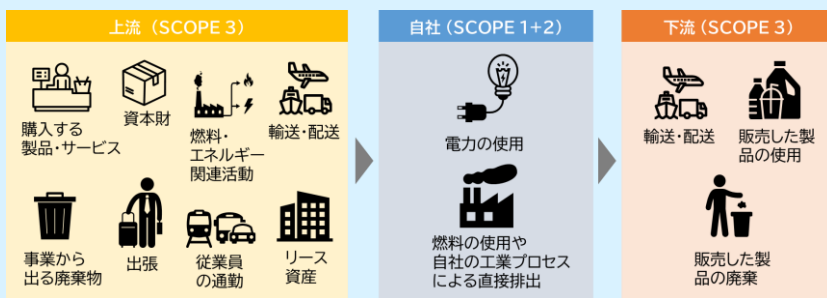 上流 (SCOPE 3)
購入する
製品・サービス
資本財
燃料・
エネルギー
関連活動
輸送・配送
事業から
出る廃棄物
出張
従業員
の通勤
リース
資産
自社 (SCOPE 1+2)
電力の使用
燃料の使用や
自社の工業プロセス
による直接排出
下流 (SCOPE 3)
輸送・配送
販売した製
品の使用
販売した製
品の廃棄